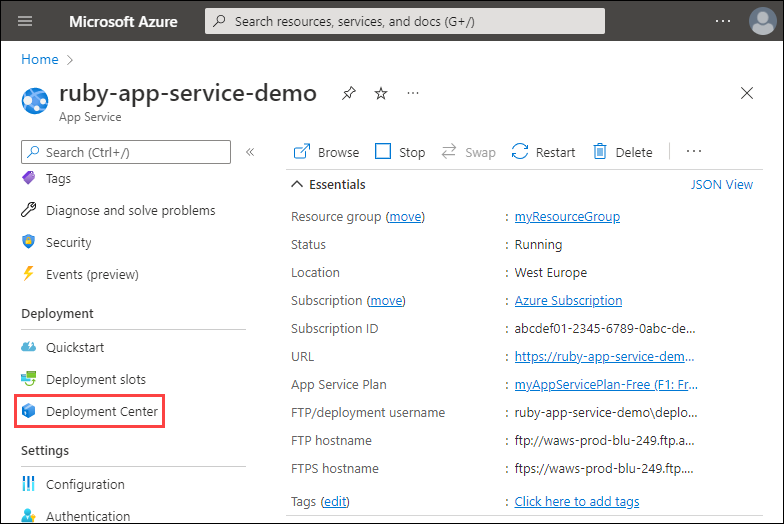 Microsoft Azure
Search resources, services, and docs (G+/)
...
Home >
ruby-app-service-demo
...
App Service
Search (Ctrl+/)
«
Tags
Diagnose and solve problems
Security
Events (preview)
Deployment
Quickstart
Deployment slots
Deployment Center
Settings
Configuration
Authentication
Browse Stop Swap Restart Delete ...
Essentials JSON View
Resource group (move) : myResourceGroup
Status : Running
Location : West Europe
Subscription (move) : Azure Subscription
Subscription ID : abcdef01-2345-6789-0abc-de...
URL : https://ruby-app-service-dem...
App Service Plan : myAppServicePlan-Free (F1: Fr...
FTP/deployment username : ruby-app-service-demo\deplo...
FTP hostname : ftp://waws-prod-blu-249.ftp.a...
FTPS hostname : ftps://waws-prod-blu-249.ftp....
Tags (edit) : Click here to add tags